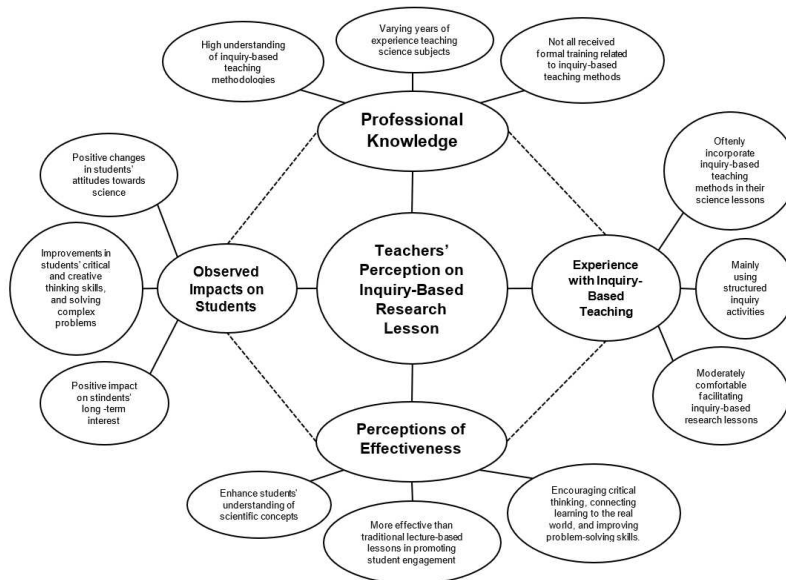 High understanding
of inquiry-based
teaching
methodologies
Varying years of
experience teaching
science subjects
Not all received
formal training related
to inquiry-based
teaching methods
Professional
Knowledge
Positive changes
in students'
attitudes towards
science
Improvements in
students' critical
and creative
thinking skills,
and solving
complex
problems
Positive impact
on stindents'
long -term
interest
Observed
Impacts on
Students
Teachers'
Perception on
Inquiry-Based
Research
Lesson
Experience
with Inquiry-
Based
Teaching
Oftenly
incorporate
inquiry-based
teaching
methods in their
science lessons
Mainly
using
structured
inquiry
activities
Moderately
comfortable
facilitating
inquiry-based
research lessons
Perceptions of
Effectiveness
Enhance students'
understanding of
scientific concepts
More effective than
traditional lecture-based
lessons in promoting
student engagement
Encouraging critical
thinking, connecting
learning to the real
world, and improving
problem-solving skills.